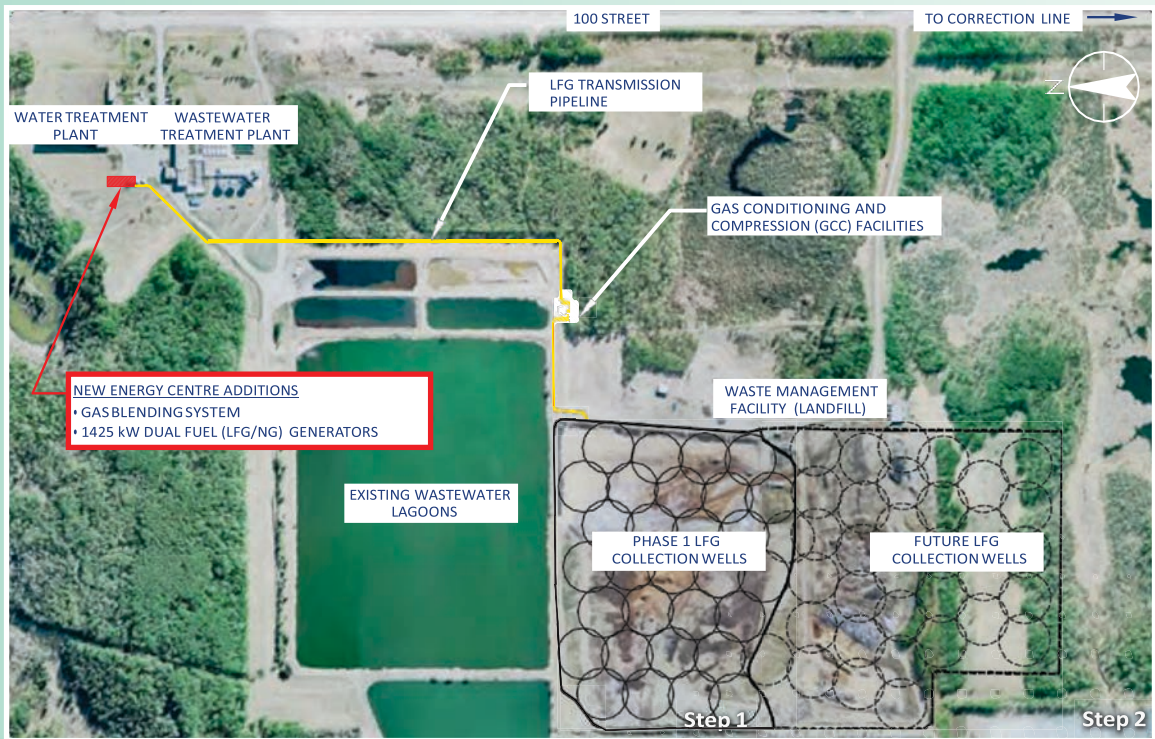 100 STREET
TO CORRECTION LINE
N
LFG TRANSMISSION
PIPELINE
WATER TREATMENT
PLANT
WASTEWATER
TREATMENT PLANT
GAS CONDITIONING AND
COMPRESSION (GCC) FACILITIES
NEW ENERGY CENTRE ADDITIONS
• GAS BLENDING SYSTEM
• 1425 kW DUAL FUEL (LFG/NG) GENERATORS
WASTE MANAGEMENT
FACILITY (LANDFILL)
EXISTING WASTEWATER
LAGOONS
PHASE 1 LFG
COLLECTION WELLS
FUTURE LFG
COLLECTION WELLS
Step 1
Step 2